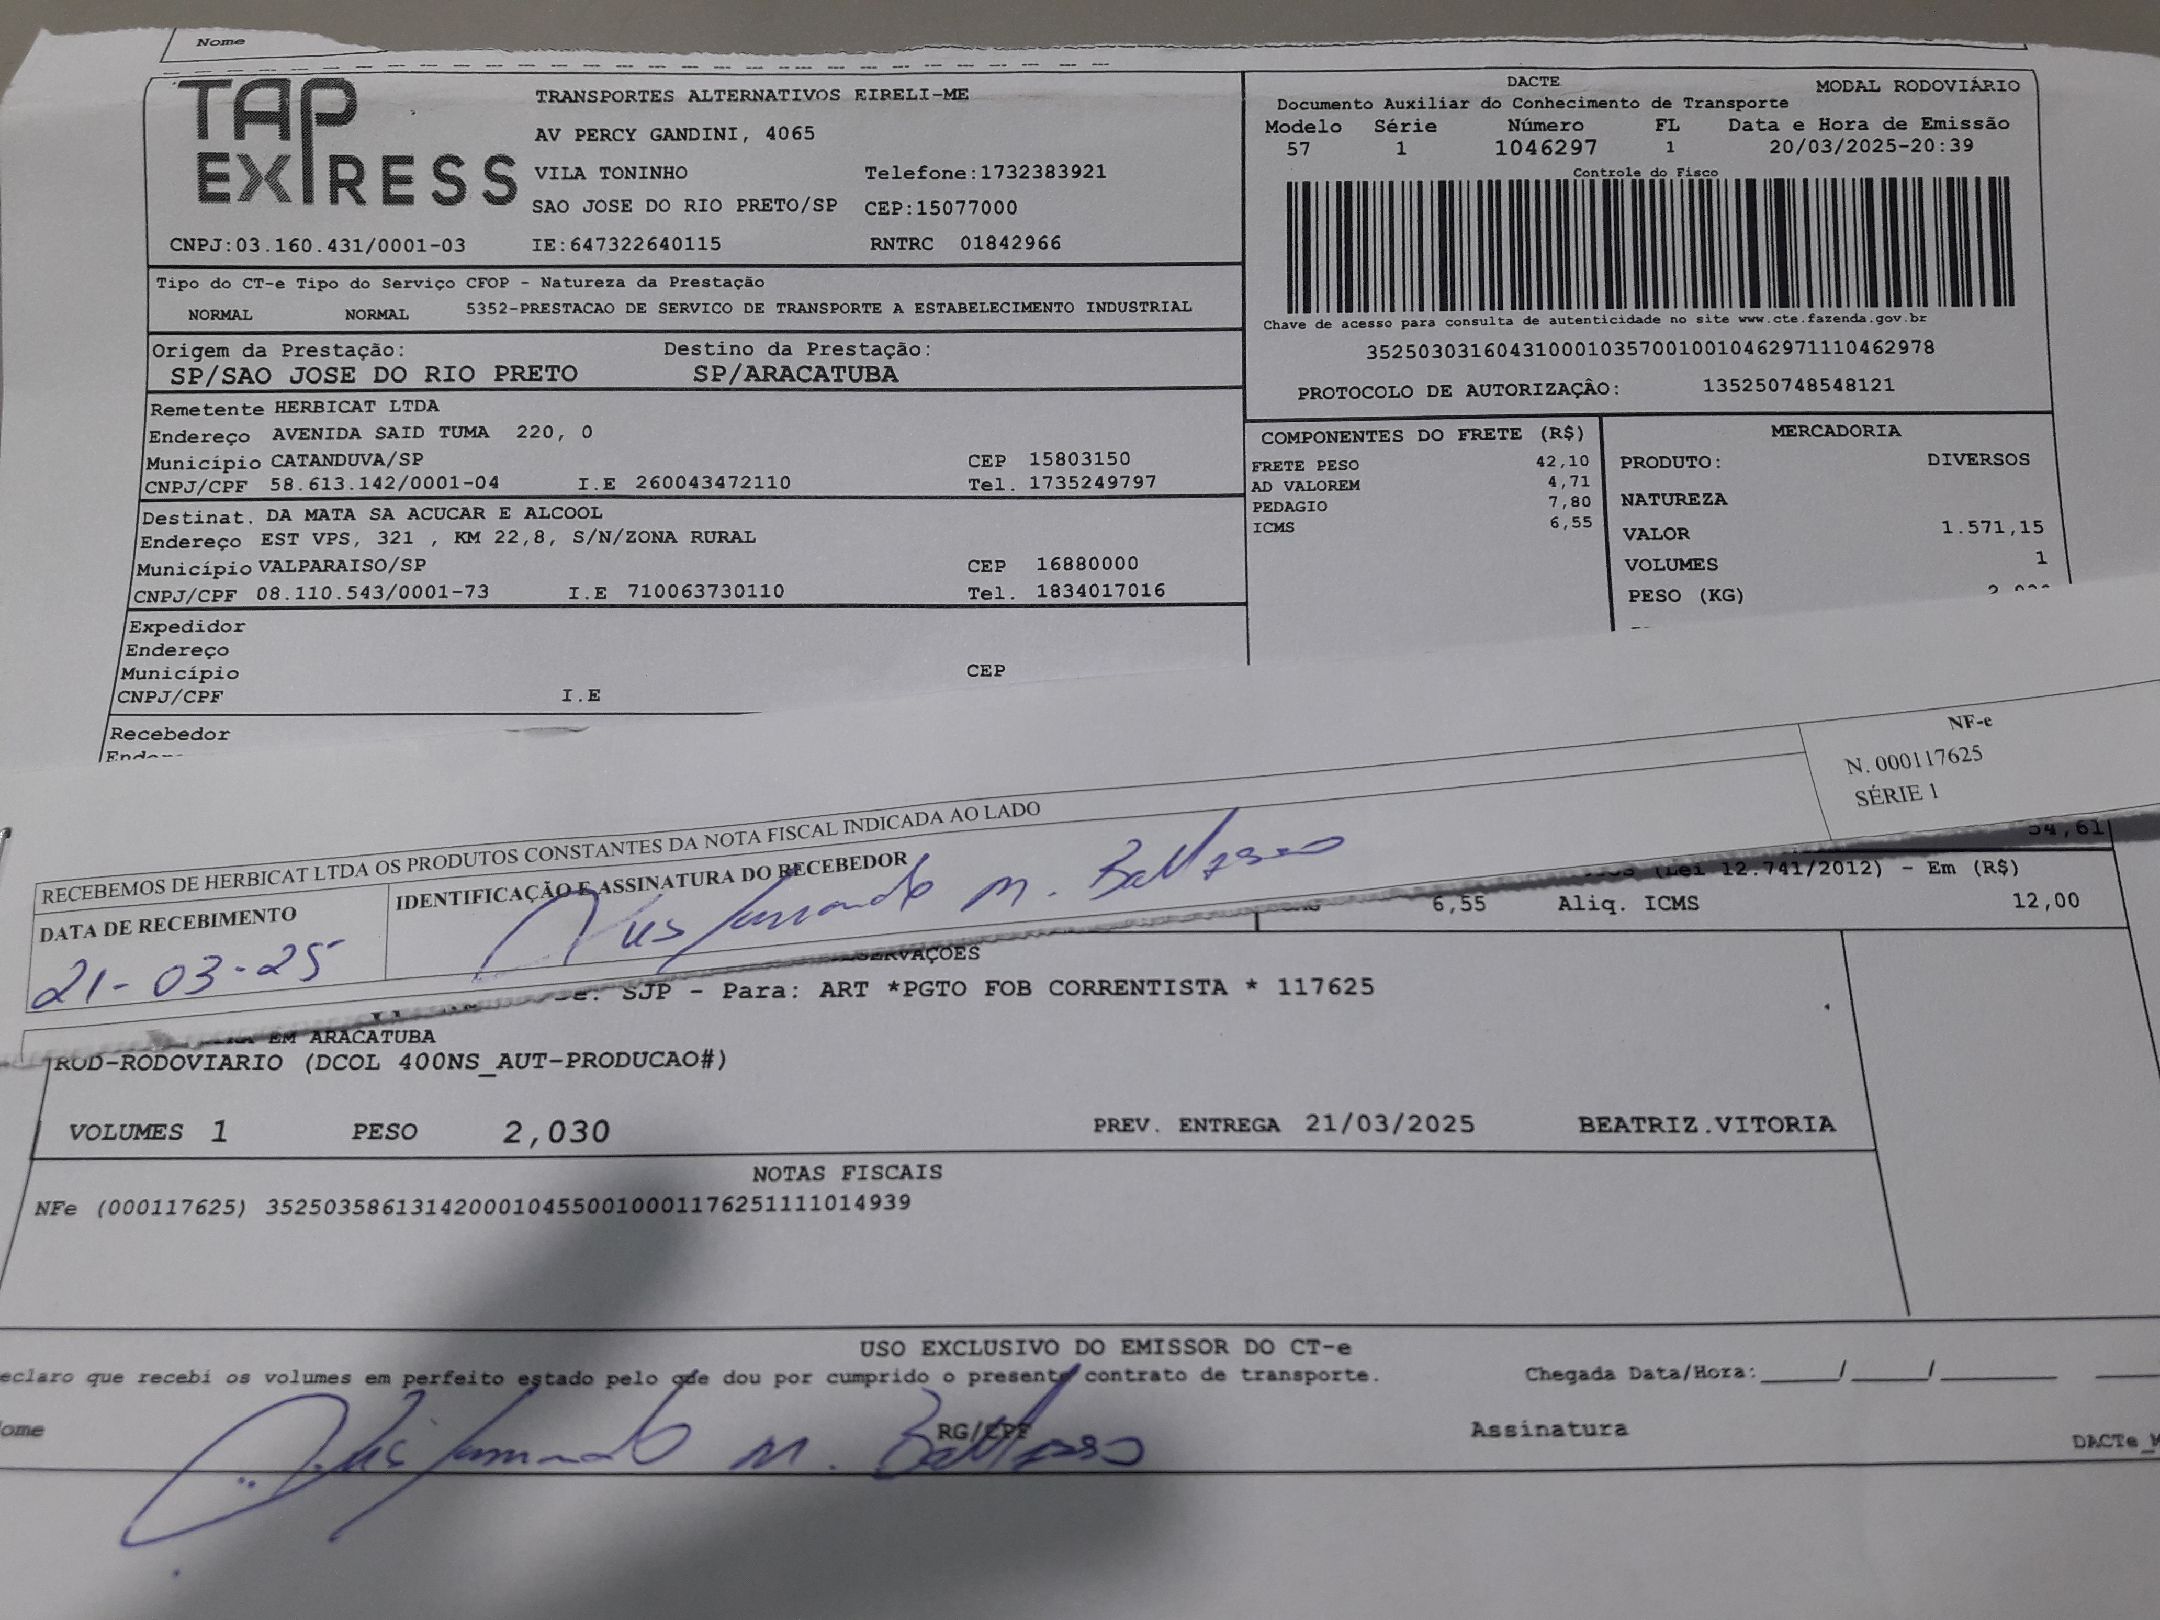 Nome
TAP EXPRESS
TRANSPORTES ALTERNATIVOS EIRELI-ME
AV PERCY GANDINI, 4065
VILA TONINHO Telefone:1732383921
SAO JOSE DO RIO PRETO/SP CEP:15077000
CNPJ:03.160.431/0001-03 IE:647322640115 RNTRC 01842966
DACTE MODAL RODOVIÁRIO
Documento Auxiliar do Conhecimento de Transporte
Modelo Série Número FL Data e Hora de Emissão
57 1 1046297 1 20/03/2025-20:39
Controle do Fisco
Chave de acesso para consulta de autenticidade no site www.cte.fazenda.gov.br
35250303160431000103570010010462971110462978
PROTOCOLO DE AUTORIZAÇÂO: 135250748548121
Tipo do CT-e Tipo do Serviço CFOP - Natureza da Prestação
NORMAL NORMAL 5352-PRESTACAO DE SERVICO DE TRANSPORTE A ESTABELECIMENTO INDUSTRIAL
Origem da Prestação: Destino da Prestação:
SP/SAO JOSE DO RIO PRETO SP/ARACATUBA
Remetente HERBICAT LTDA
Endereço AVENIDA SAID TUMA 220, 0
Município CATANDUVA/SP CEP 15803150
CNPJ/CPF 58.613.142/0001-04 I.E 260043472110 Tel. 1735249797
Destinat. DA MATA SA ACUCAR E ALCOOL
Endereço EST VPS, 321 , KM 22,8, S/N/ZONA RURAL
Município VALPARAISO/SP CEP 16880000
CNPJ/CPF 08.110.543/0001-73 I.E 710063730110 Tel. 1834017016
Expedidor
Endereço
Município CEP
CNPJ/CPF I.E
Recebedor
COMPONENTES DO FRETE (R$)
FRETE PESO 42,10
AD VALOREM 4,71
PEDAGIO 7,80
ICMS 6,55
MERCADORIA
PRODUTO: DIVERSOS
NATUREZA
VALOR 1.571,15
VOLUMES 1
PESO (KG)
RECEBEMOS DE HERBICAT LTDA OS PRODUTOS CONSTANTES DA NOTA FISCAL INDICADA AO LADO
DATA DE RECEBIMENTO IDENTIFICAÇÃO E ASSINATURA DO RECEBEDOR
21-03-25
NF-e
N. 000117625
SÉRIE 1
54,61
(Lei 12.741/2012) - Em (R$)
6,55 Aliq. ICMS 12,00
SJP - Para: ART *PGTO FOB CORRENTISTA * 117625
EM ARACATUBA
ROD-RODOVIARIO (DCOL 400NS_AUT-PRODUCAO#)
VOLUMES 1 PESO 2,030 PREV. ENTREGA 21/03/2025 BEATRIZ.VITORIA
NOTAS FISCAIS
NFe (000117625) 35250358613142000104550010001176251111014939
USO EXCLUSIVO DO EMISSOR DO CT-e
eclaro que recebi os volumes em perfeito estado pelo que dou por cumprido o presente contrato de transporte. Chegada Data/Hora:____/____/______
ome RG/CPF Assinatura